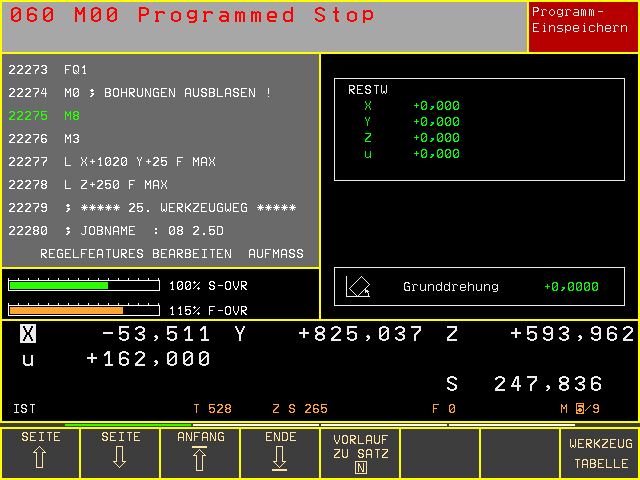 060 M00 Programmed Stop
Programm-
Einspeichern
22273 FQ1
22274 M0 ; BOHRUNGEN AUSBLASEN !
22275 M8
22276 M3
22277 L X+1020 Y+25 F MAX
22278 L Z+250 F MAX
22279 ; ***** 25. WERKZEUGWEG *****
22280 ; JOBNAME : 08 2.5D
REGELFEATURES BEARBEITEN AUFMASS
RESTW
X +0,000
Y +0,000
Z +0,000
u +0,000
100% S-OVR
115% F-OVR
Grunddrehung +0,0000
X -53,511 Y +825,037 Z +593,962
u +162,000
S 247,836
IST T 528 Z S 265 F 0 M 5/9
SEITE SEITE ANFANG ENDE VORLAUF
ZU SATZ
N
WERKZEUG
TABELLE